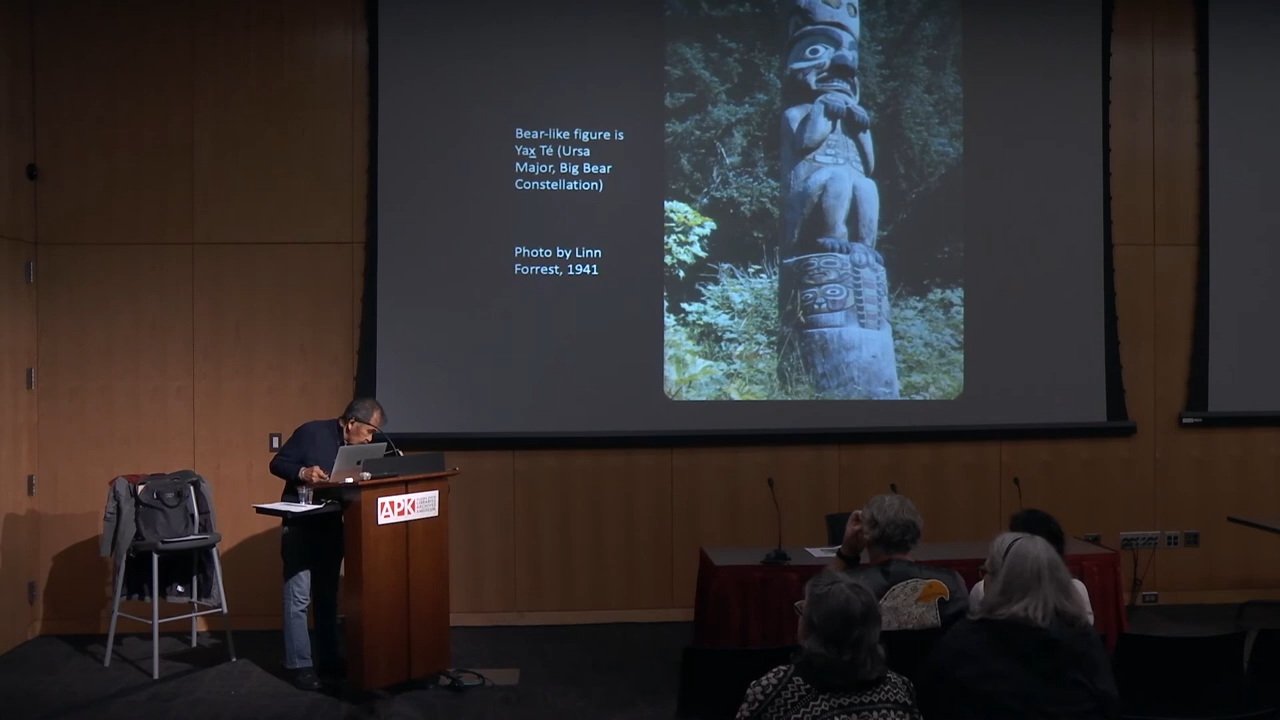 Bear-like figure is
Yax̱ Té (Ursa
Major, Big Bear
Constellation)
Photo by Linn
Forrest, 1941
APK